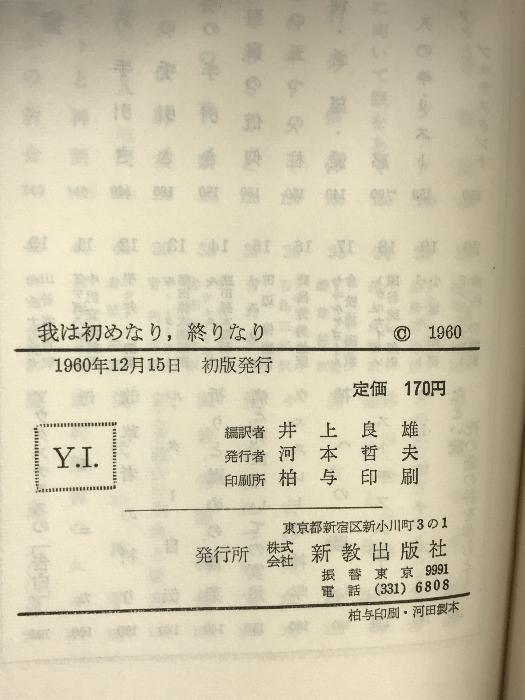 我は初めなり，終りなり © 1960
1960年12月15日 初版発行
定価 170円
Y.I.
編訳者 井上良雄
発行者 河本哲夫
印刷所 柏与印刷
東京都新宿区新小川町3の1
発行所 株式会社 新教出版社
振替東京 9991
電話 (331) 6808
柏与印刷・河田製本